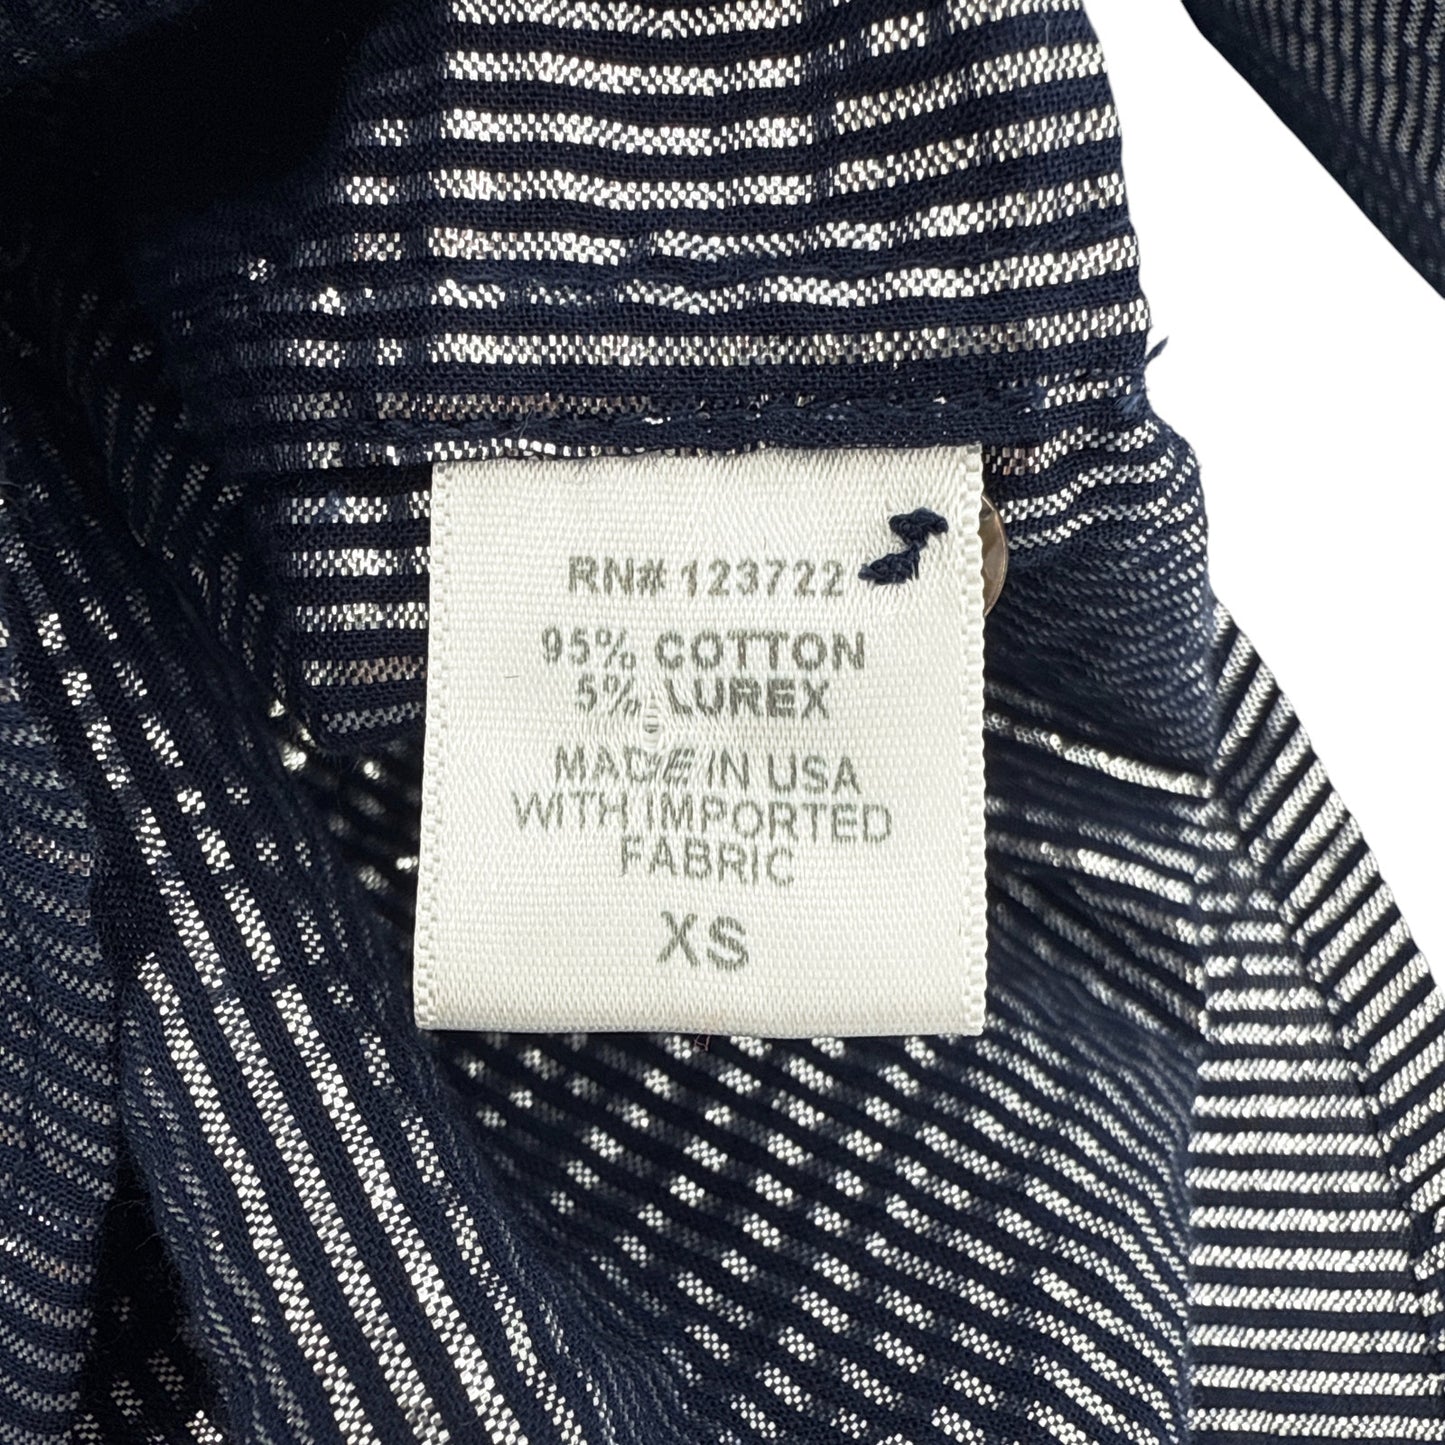 RN# 123722
95% COTTON
5% LUREX
MADE IN USA
WITH IMPORTED
FABRIC
XS